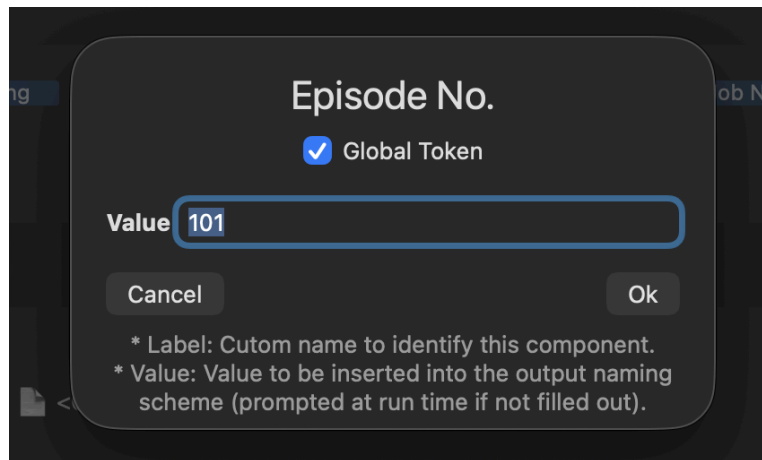 Episode No.
Global Token
Value 101
Cancel Ok
* Label: Cutom name to identify this component.
* Value: Value to be inserted into the output naming
scheme (prompted at run time if not filled out).